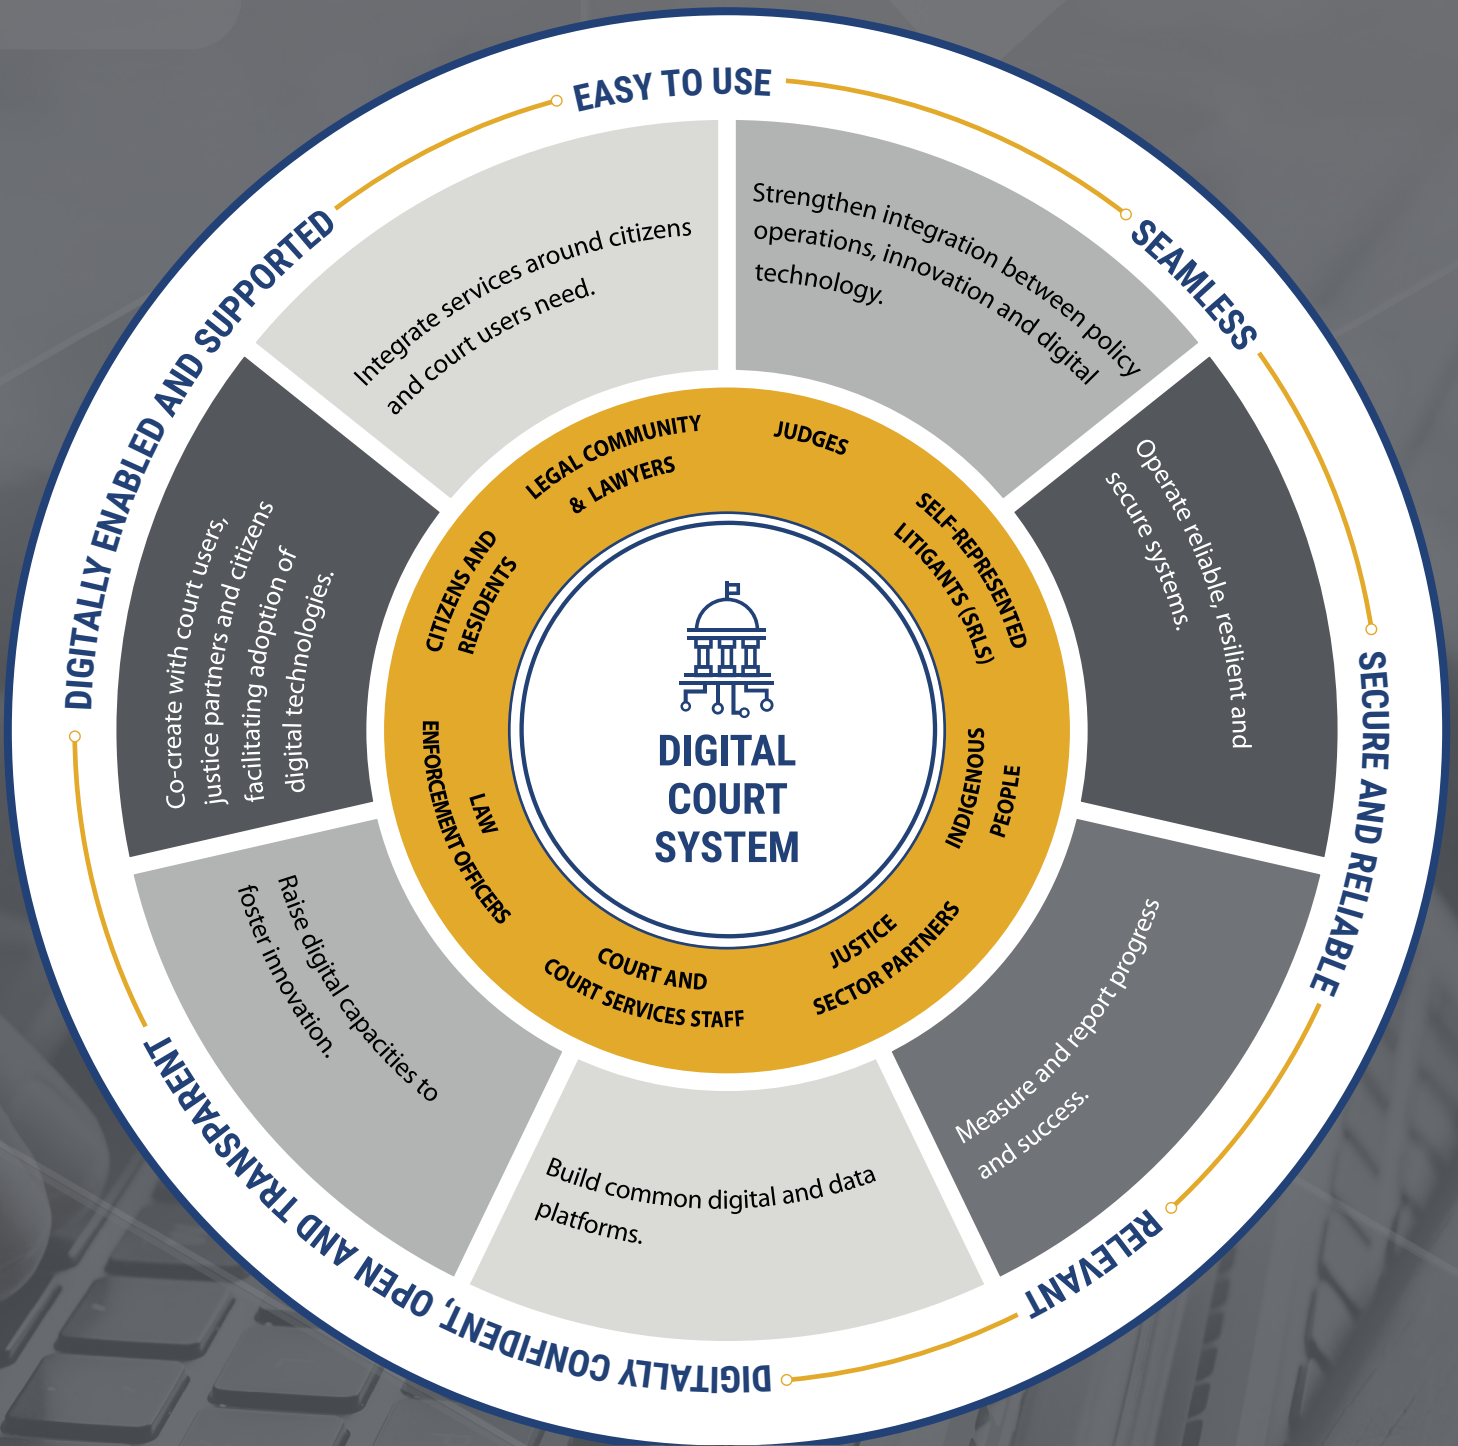 EASY TO USE
SEAMLESS
SECURE AND RELIABLE
RELEVANT
DIGITALLY CONFIDENT, OPEN AND TRANSPARENT
DIGITALLY ENABLED AND SUPPORTED
Integrate services around citizens
and court users need.
Strengthen integration between policy
operations, innovation and digital
technology.
Operate reliable, resilient and
secure systems.
Measure and report progress
and success.
Build common digital and data
platforms.
Raise digital capacities to
foster innovation.
Co-create with court users,
justice partners and citizens
facilitating adoption of
digital technologies.
LEGAL COMMUNITY
& LAWYERS
JUDGES
SELF-REPRESENTED
LITIGANTS (SRLS)
INDIGENOUS
PEOPLE
JUSTICE
SECTOR PARTNERS
COURT AND
COURT SERVICES STAFF
LAW
ENFORCEMENT OFFICERS
CITIZENS AND
RESIDENTS
DIGITAL
COURT
SYSTEM